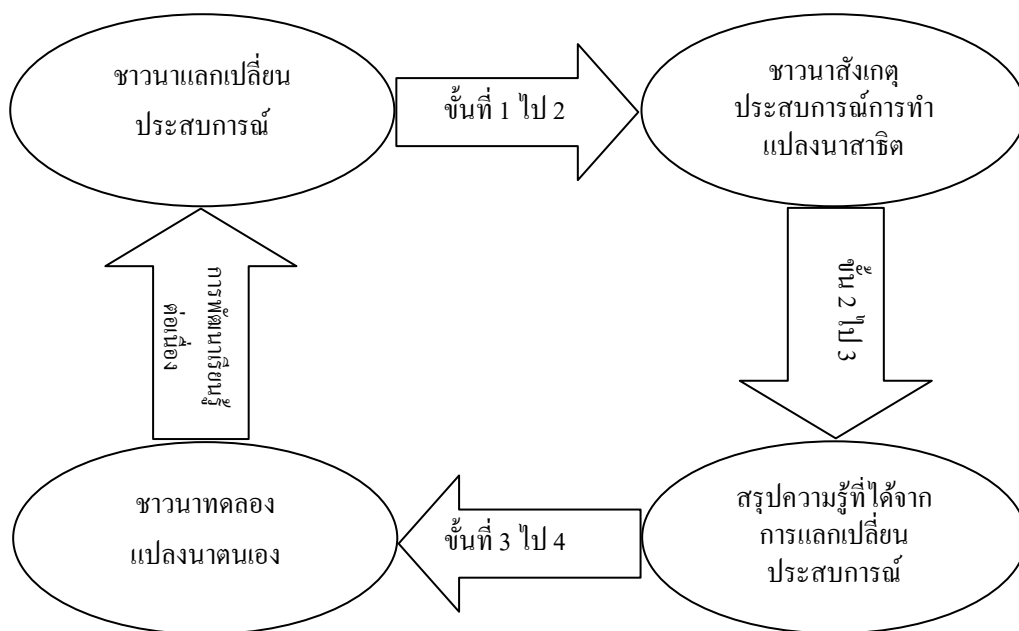 ชาวนาแลกเปลี่ยน
ประสบการณ์
ขั้นที่ 1 ไป 2
ชาวนาสังเกตุ
ประสบการณ์การทำ
แปลงนาสาธิต
ขั้น 2 ไป 3
สรุปความรู้ที่ได้จาก
การแลกเปลี่ยน
ประสบการณ์
ขั้นที่ 3 ไป 4
ชาวนาทดลอง
แปลงนาตนเอง
การพัฒนาเรียนรู้
ต่อเนื่อง